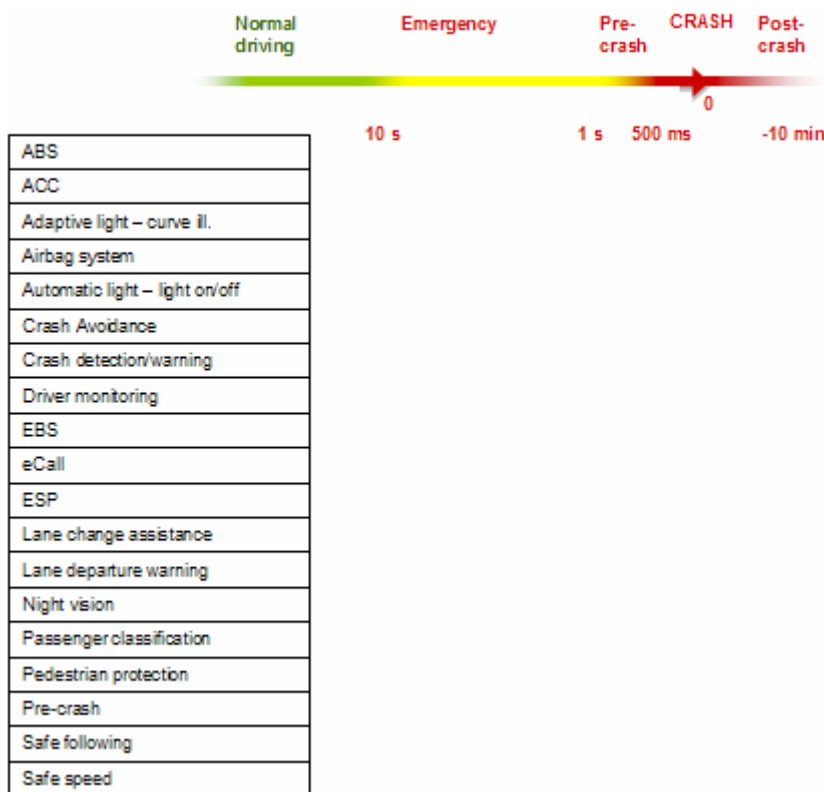 Normal driving
Emergency
Pre-crash
CRASH
Post-crash
0
10 s
1 s
500 ms
-10 min
ABS
ACC
Adaptive light – curve ill.
Airbag system
Automatic light – light on/off
Crash Avoidance
Crash detection/warning
Driver monitoring
EBS
eCall
ESP
Lane change assistance
Lane departure warning
Night vision
Passenger classification
Pedestrian protection
Pre-crash
Safe following
Safe speed